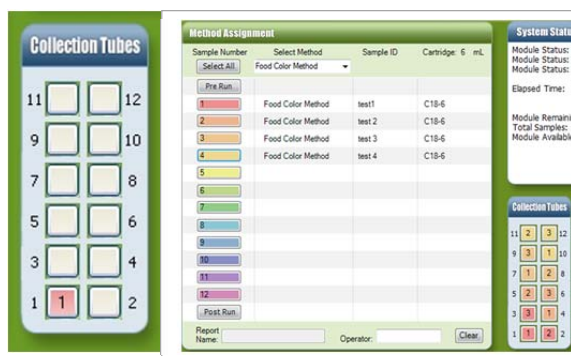 Collection Tubes
11 12
9 10
7 8
5 6
3 4
1 1 2
Method Assignment
Sample Number Select Method Sample ID Cartridge: 6 mL
Select All Food Color Method
Pre Run
1 Food Color Method test1 C18-6
2 Food Color Method test 2 C18-6
3 Food Color Method test 3 C18-6
4 Food Color Method test 4 C18-6
5
6
7
8
9
10
11
12
Post Run
Report
Name: Operator: Clear
System Statu
Module Status:
Module Status:
Module Status:
Elapsed Time:
Module Remaini
Total Samples:
Module Available
Collection Tubes
11 2 3 12
9 3 1 10
7 1 2 8
5 2 3 6
3 3 1 4
1 1 2 2